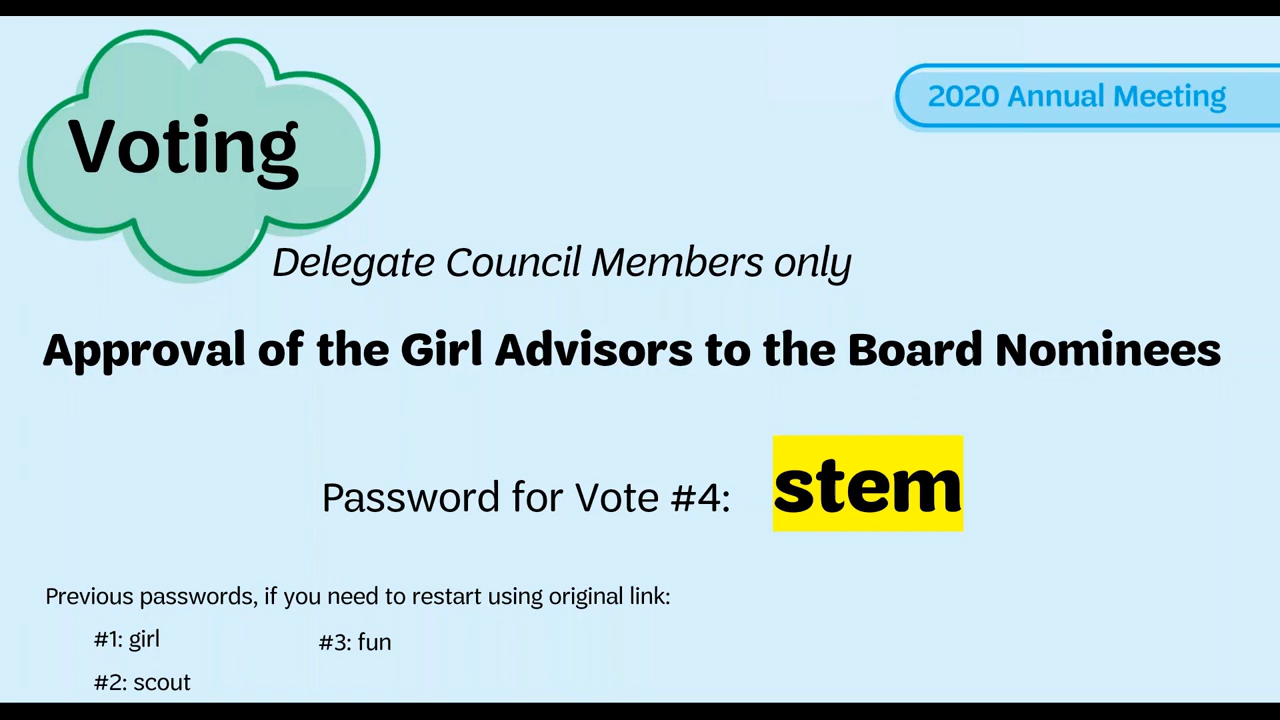 Voting
2020 Annual Meeting
Delegate Council Members only
Approval of the Girl Advisors to the Board Nominees
Password for Vote #4: stem
Previous passwords, if you need to restart using original link:
#1: girl #3: fun
#2: scout